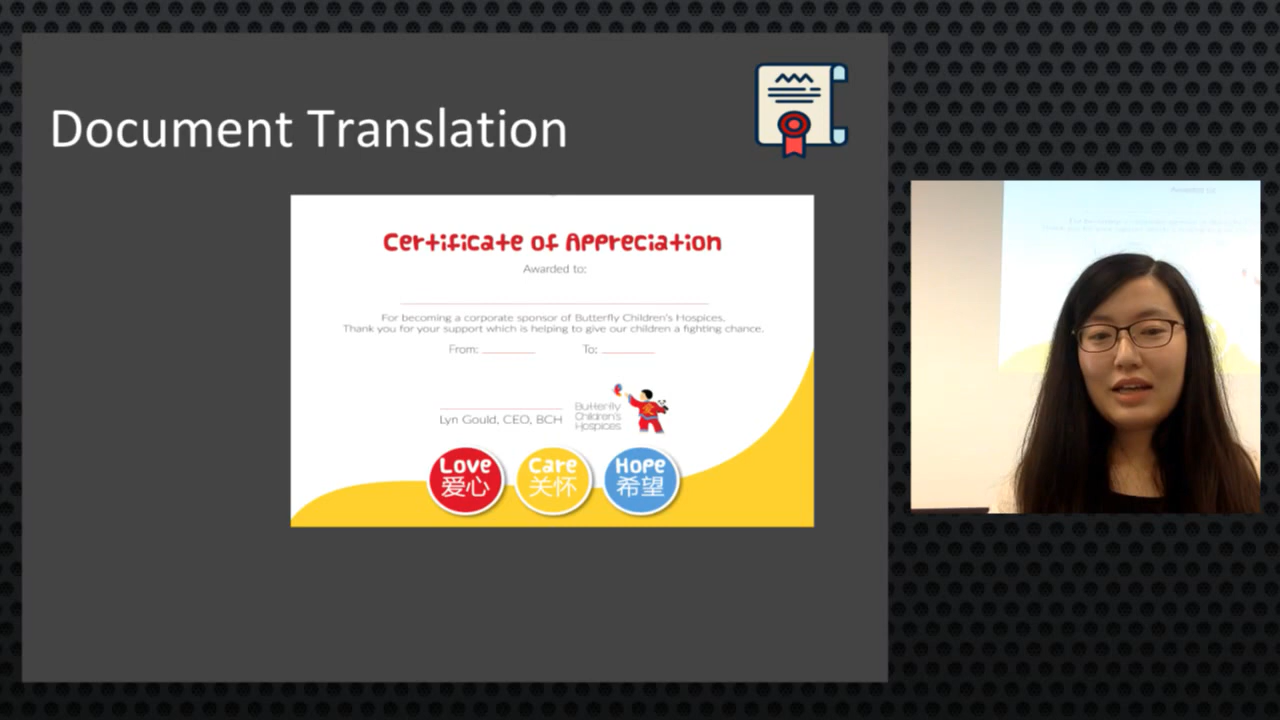 Document Translation
Certificate of Appreciation
Awarded to:
For becoming a corporate sponsor of Butterfly Children's Hospices.
Thank you for your support which is helping to give our children a fighting chance.
From: To:
Lyn Gould, CEO, BCH
Butterfly
Children's
Hospices
爱
Love
爱心
Care
关怀
Hope
希望